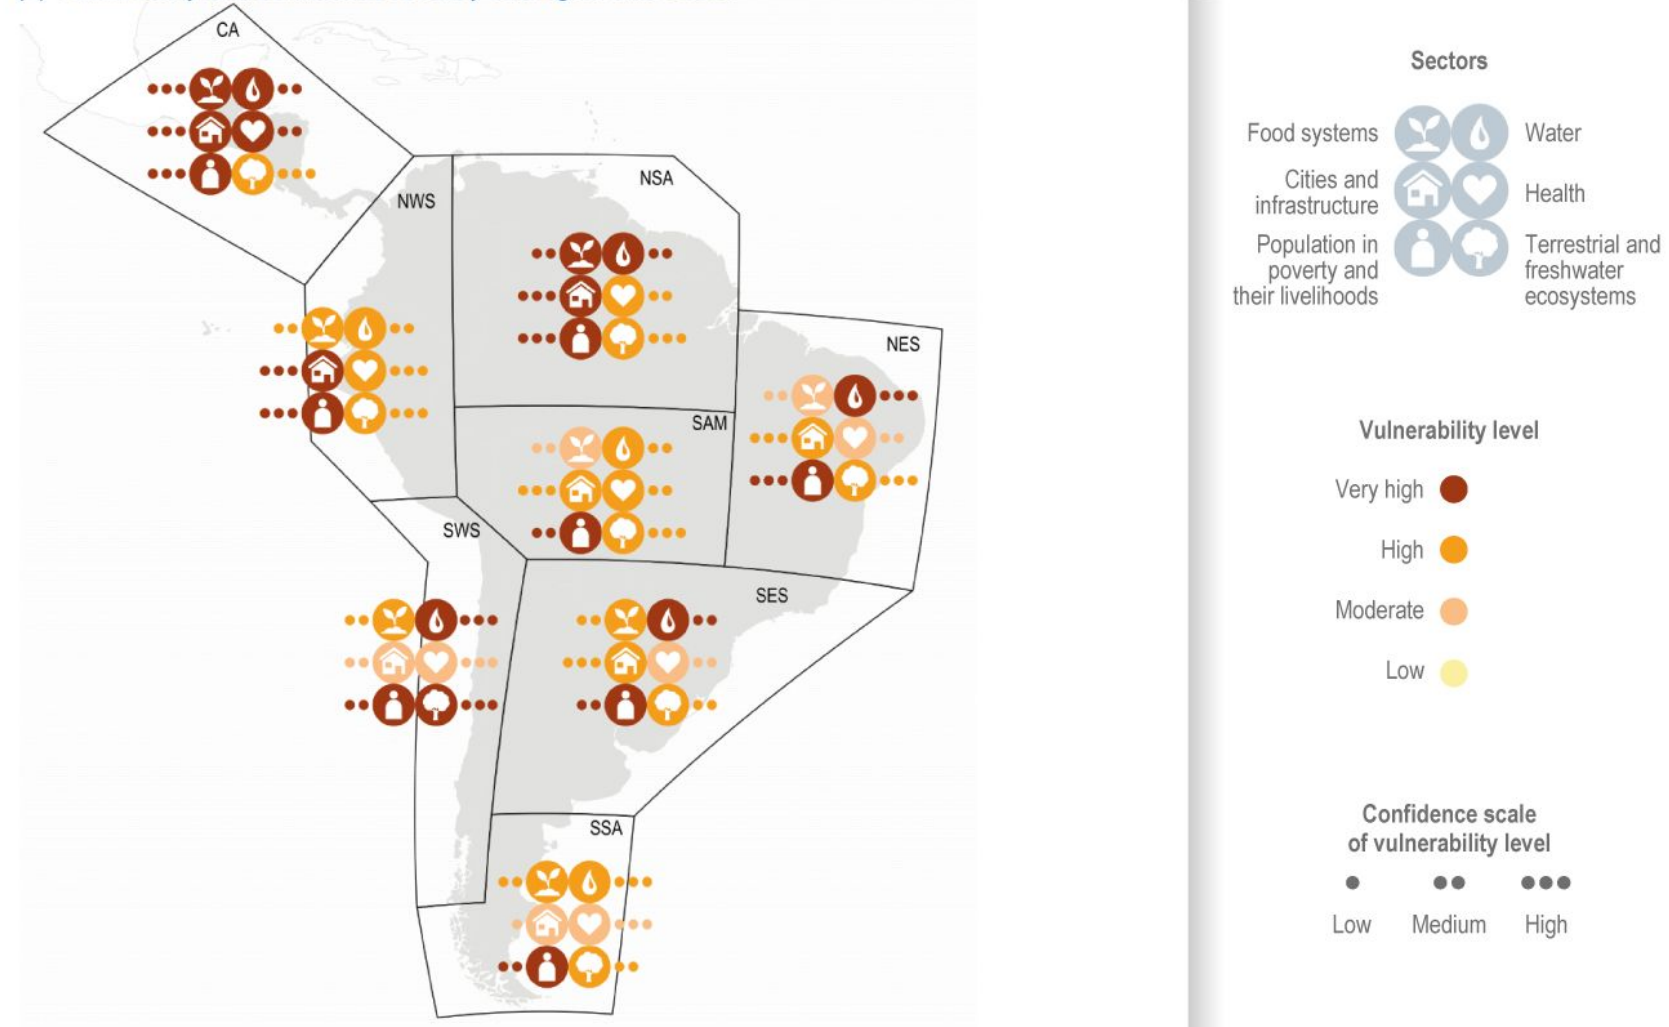 CA
NWS
NSA
NES
SAM
SWS
SES
SSA
Sectors
Food systems
Water
Cities and
infrastructure
Health
Population in
poverty and
their livelihoods
Terrestrial and
freshwater
ecosystems
Vulnerability level
Very high
High
Moderate
Low
Confidence scale
of vulnerability level
Low Medium High